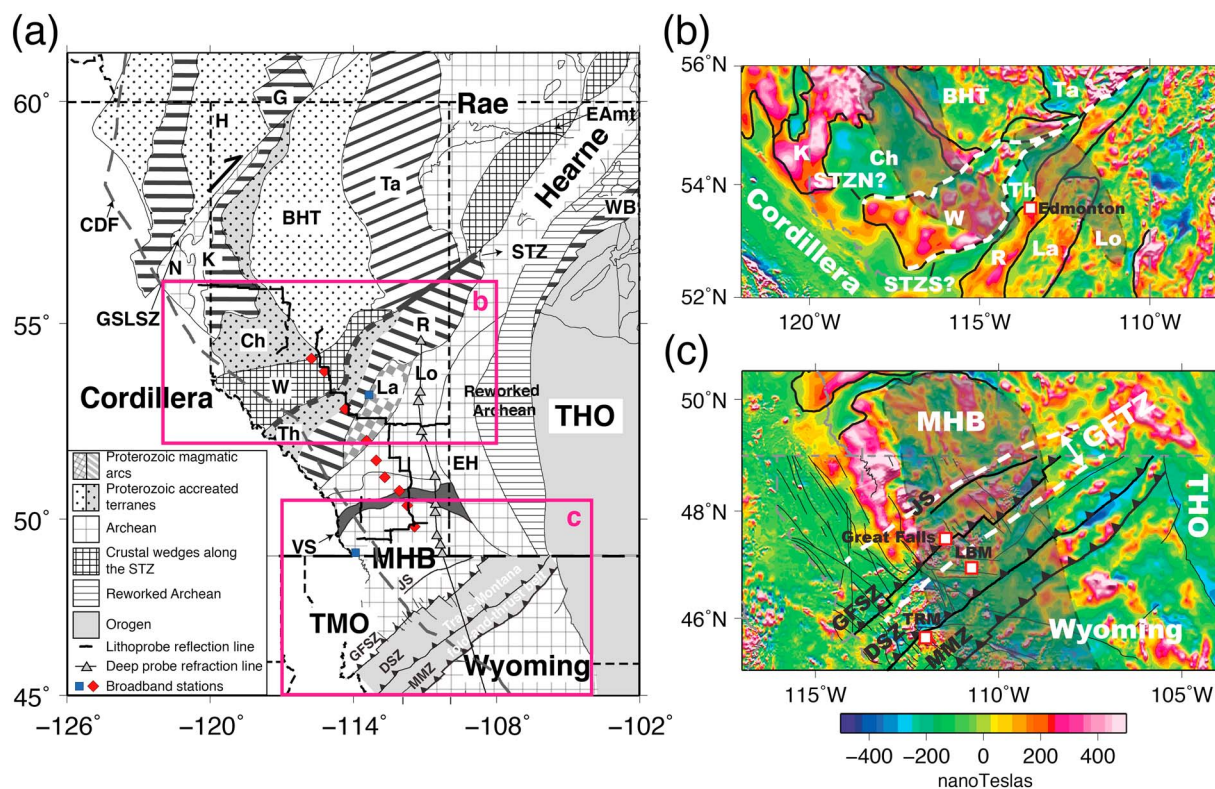 (a)
60°
55°
50°
45°
−126
−120
−114
−108
−102
G
H
Rae
EAmt
Hearne
Ta
CDF
BHT
WB
N
K
STZ
GSLSZ
b
R
Ch
Cordillera
W
La
Lo
Reworked
Archean
THO
Th
EH
c
VS
MHB
JS
TMO
Trans-Montana
GFSZ
DSZ
MMZ
Wyoming
Proterozoic magmatic
arcs
Proterozoic accreated
terranes
Archean
Crustal wedges along
the STZ
Reworked Archean
Orogen
Lithoprobe reflection line
Deep probe refraction line
Broadband stations
(b)
56°N
54°N
52°N
120°W
115°W
110°W
BHT
Ta
K
Ch
STZN?
Th
W
Edmonton
Cordillera
R
La
Lo
STZS?
(c)
50°N
48°N
46°N
115°W
110°W
105°W
MHB
GFTZ
JS
THO
Great Falls
LBM
GFSZ
TRM
DSZ
MMZ
Wyoming
−400
−200
0
200
400
nanoTeslas